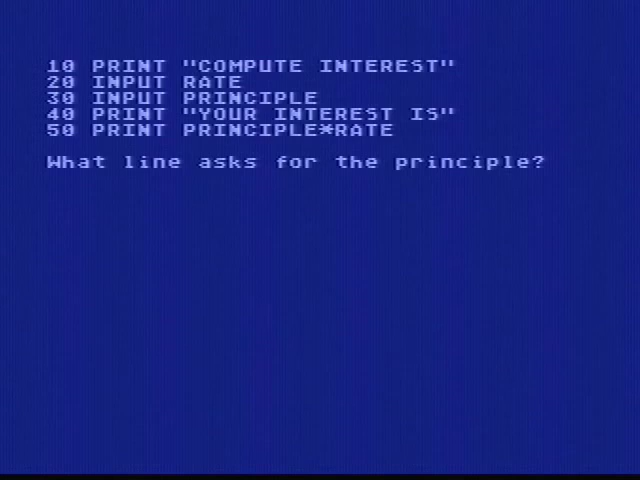 10 PRINT "COMPUTE INTEREST"
20 INPUT RATE
30 INPUT PRINCIPLE
40 PRINT "YOUR INTEREST IS"
50 PRINT PRINCIPLE*RATE
What line asks for the principle?